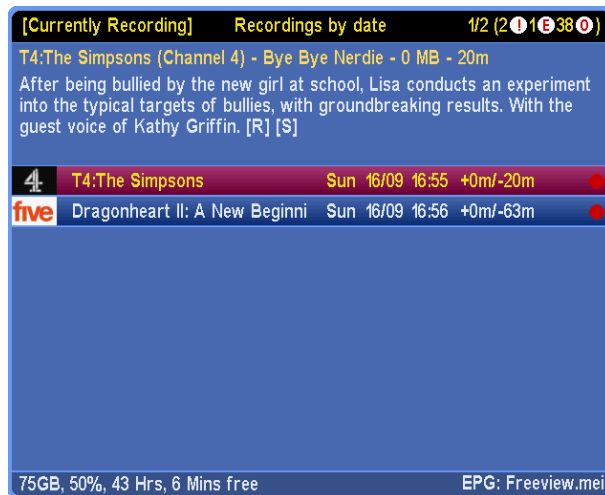 [Currently Recording] Recordings by date 1/2 (2!1E38O)
T4:The Simpsons (Channel 4) - Bye Bye Nerdie - 0 MB - 20m
After being bullied by the new girl at school, Lisa conducts an experiment
into the typical targets of bullies, with groundbreaking results. With the
guest voice of Kathy Griffin. [R] [S]
4 T4:The Simpsons Sun 16/09 16:55 +0m/-20m
five Dragonheart II: A New Beginni Sun 16/09 16:56 +0m/-63m
75GB, 50%, 43 Hrs, 6 Mins free EPG: Freeview.mei